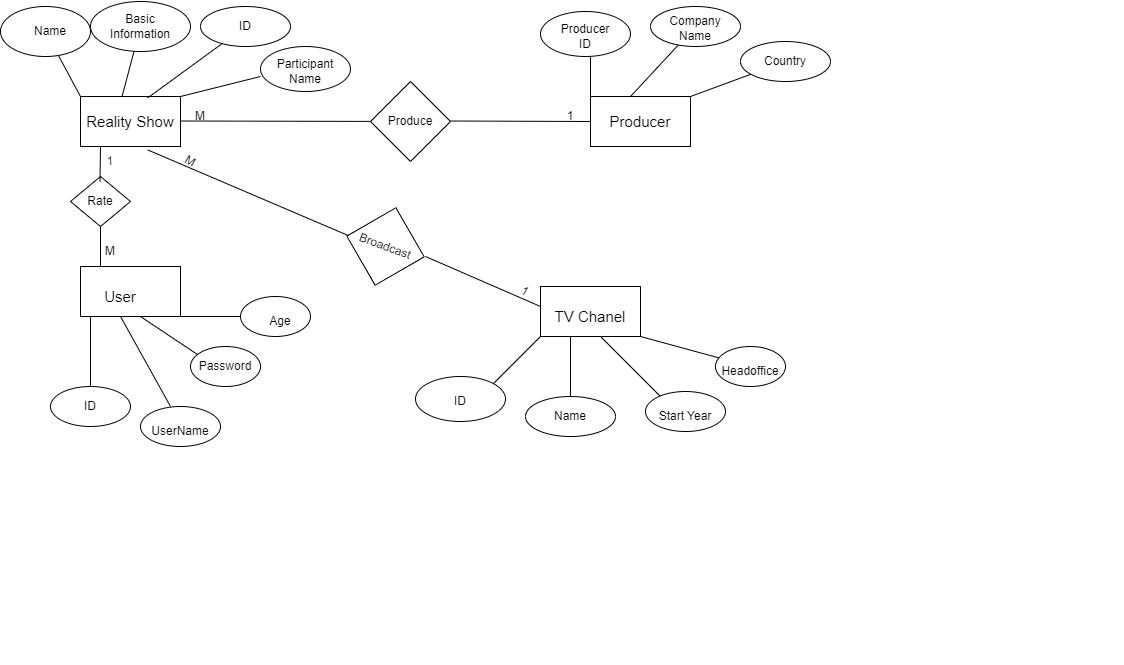 Name
Basic
Information
ID
Participant
Name
Producer
ID
Company
Name
Country
Reality Show
M
Produce
1
Producer
1
M
Rate
Broadcast
M
User
1
TV Chanel
Age
Password
ID
UserName
ID
Name
Start Year
Headoffice